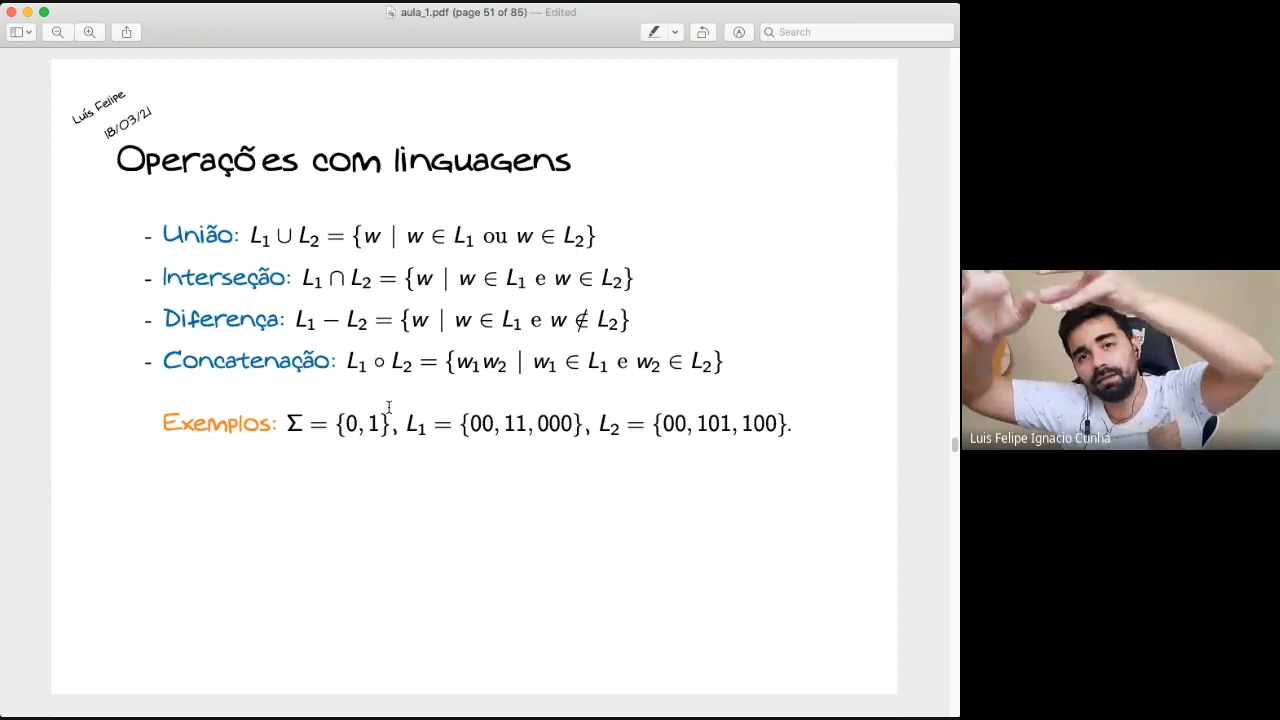 aula_1.pdf (page 51 of 85) — Edited
Search
Luís Felipe
18/03/21
Operações com linguagens
- União: L₁ ∪ L₂ = {w | w ∈ L₁ ou w ∈ L₂}
- Interseção: L₁ ∩ L₂ = {w | w ∈ L₁ e w ∈ L₂}
- Diferença: L₁ − L₂ = {w | w ∈ L₁ e w ∉ L₂}
- Concatenação: L₁ ∘ L₂ = {w₁w₂ | w₁ ∈ L₁ e w₂ ∈ L₂}
Exemplos: Σ = {0, 1}, L₁ = {00, 11, 000}, L₂ = {00, 101, 100}.
Luis Felipe Ignacio Cunha